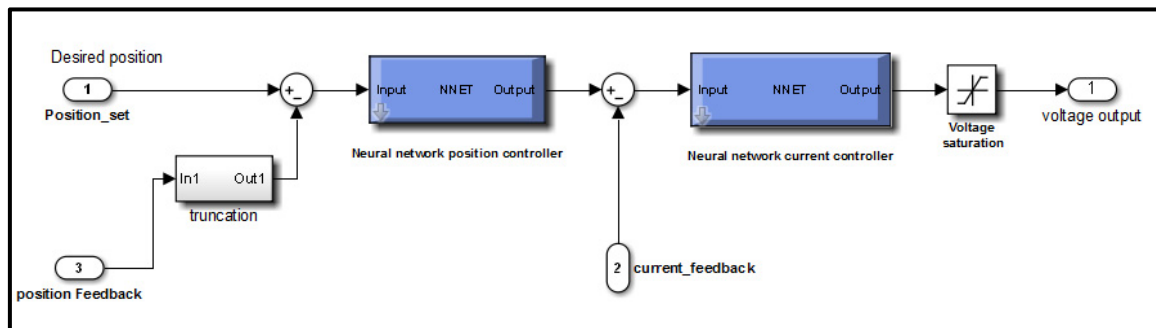 Desired position
1
Position_set
+
−
Input NNET Output
Neural network position controller
+
−
Input NNET Output
Neural network current controller
Voltage
saturation
1
voltage output
In1 Out1
truncation
3
position Feedback
2
current_feedback